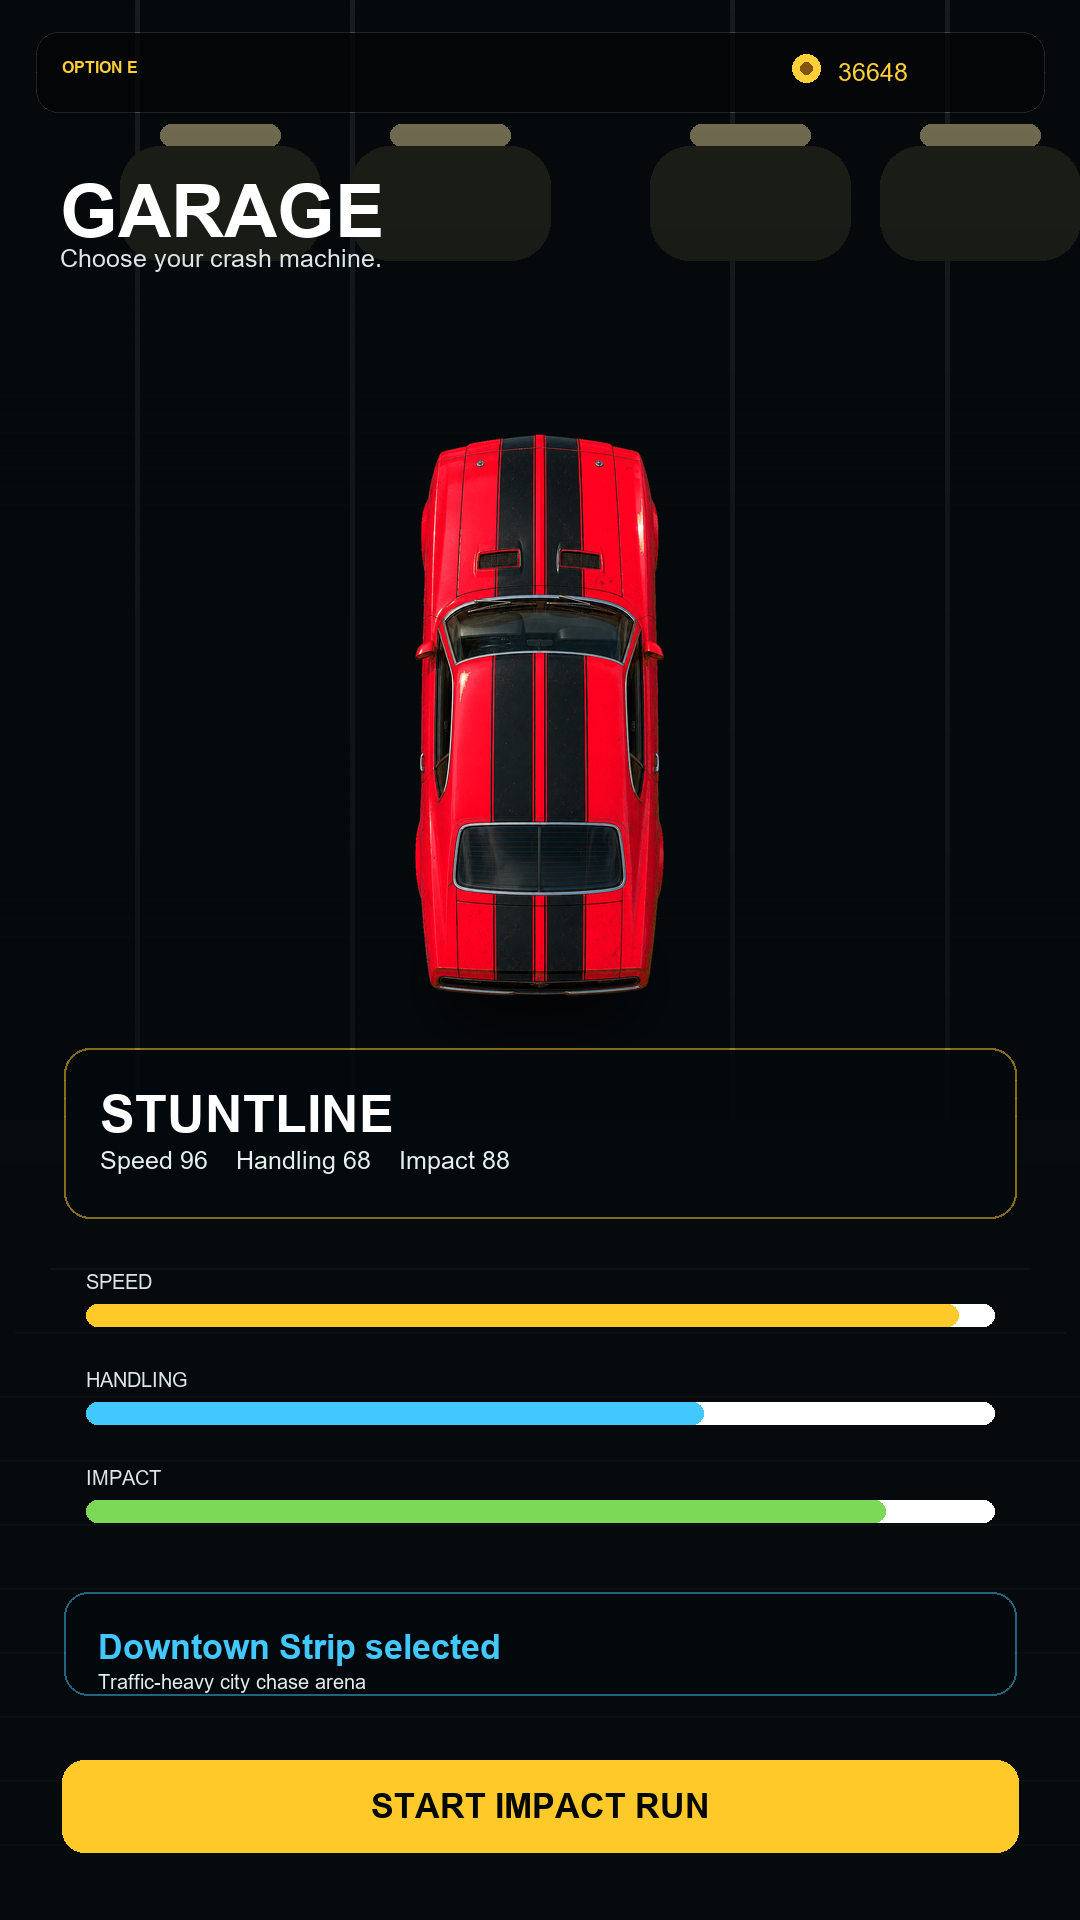 OPTION E
36648
GARAGE
Choose your crash machine.
STUNTLINE
Speed 96    Handling 68    Impact 88
SPEED
HANDLING
IMPACT
Downtown Strip selected
Traffic-heavy city chase arena
START IMPACT RUN